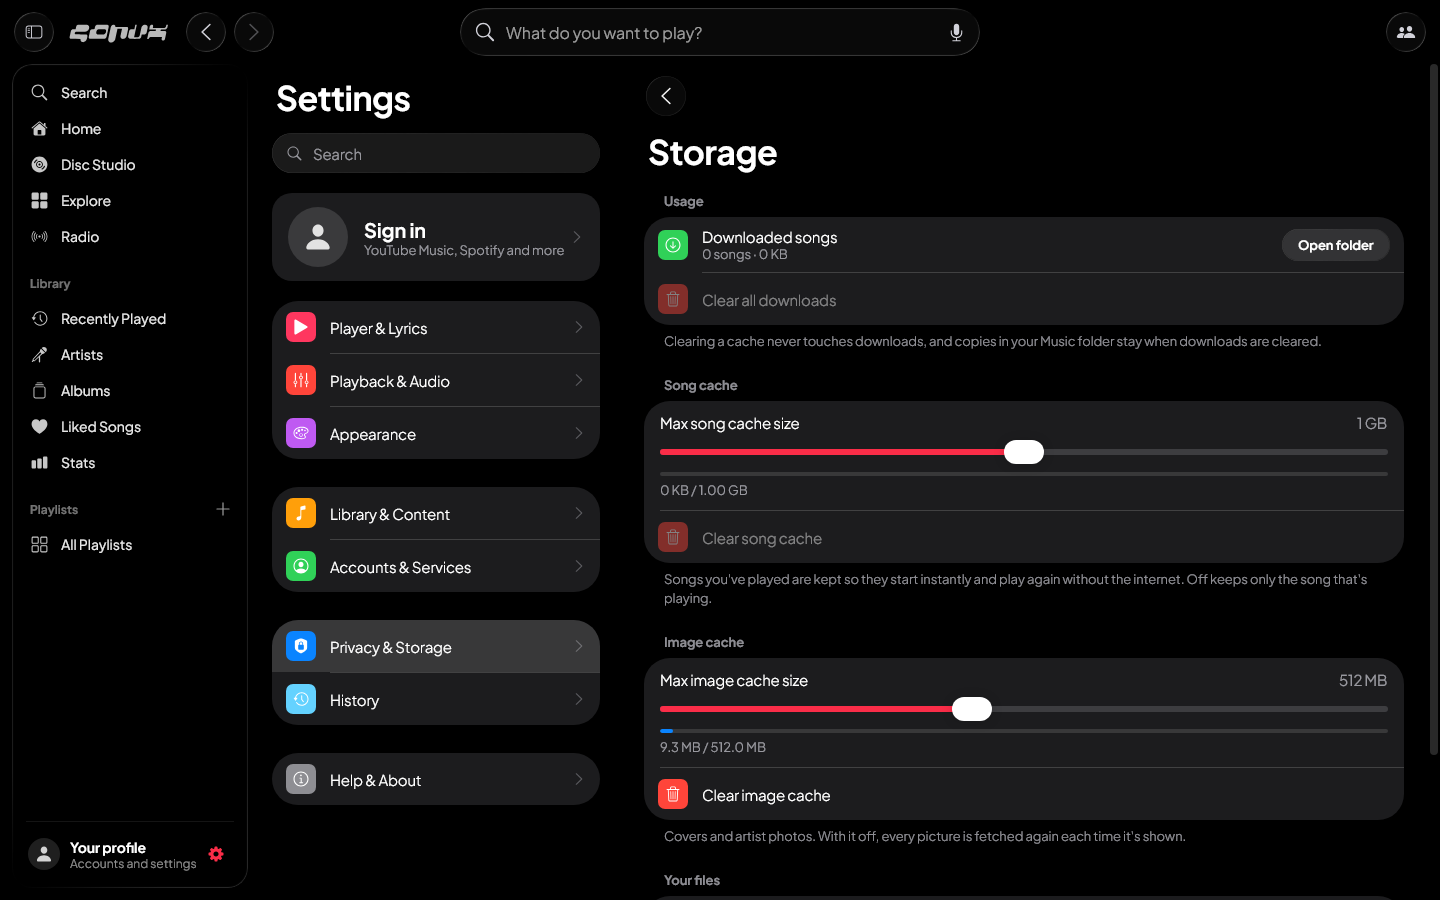 What do you want to play?
Search
Home
Disc Studio
Explore
Radio
Library
Recently Played
Artists
Albums
Liked Songs
Stats
Playlists
All Playlists
Your profile
Accounts and settings
Settings
Search
Sign in
YouTube Music, Spotify and more
Player & Lyrics
Playback & Audio
Appearance
Library & Content
Accounts & Services
Privacy & Storage
History
Help & About
Storage
Usage
Downloaded songs
0 songs · 0 KB
Open folder
Clear all downloads
Clearing a cache never touches downloads, and copies in your Music folder stay when downloads are cleared.
Song cache
Max song cache size
1 GB
0 KB / 1.00 GB
Clear song cache
Songs you've played are kept so they start instantly and play again without the internet. Off keeps only the song that's
playing.
Image cache
Max image cache size
512 MB
9.3 MB / 512.0 MB
Clear image cache
Covers and artist photos. With it off, every picture is fetched again each time it's shown.
Your files